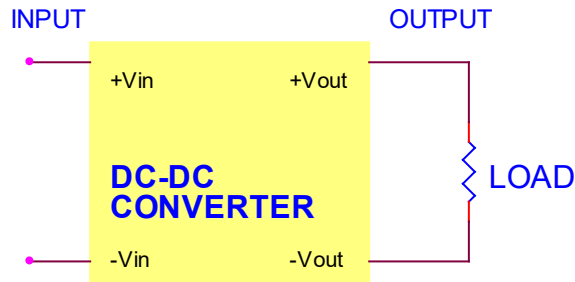 INPUT
OUTPUT
+Vin
+Vout
DC-DC
CONVERTER
LOAD
-Vin
-Vout